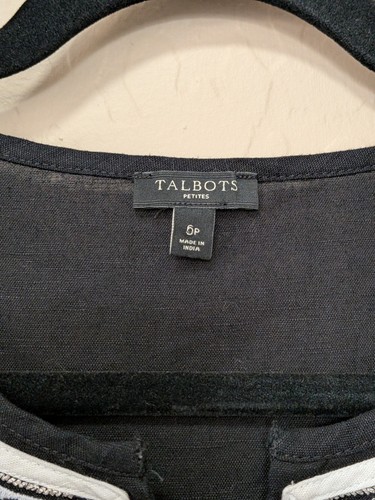 TALBOTS
PETITES
6P
MADE IN
INDIA